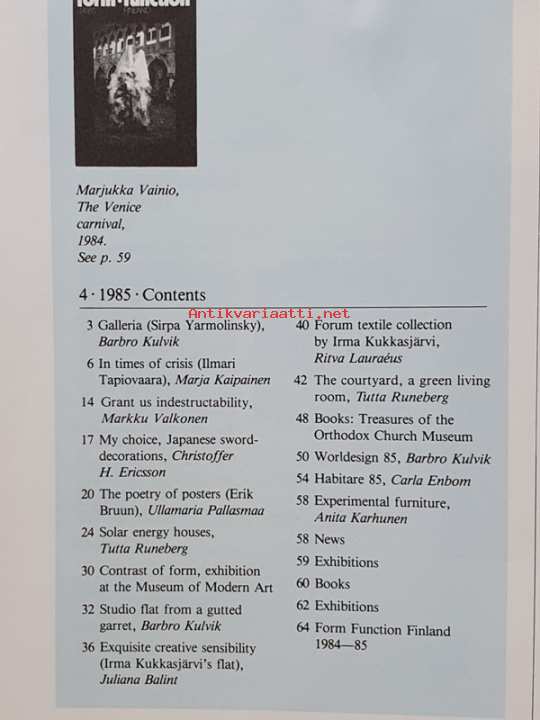 form·function
FINLAND
Marjukka Vainio,
The Venice
carnival,
1984.
See p. 59
4 · 1985 · Contents
Antikvariaatti.net
3 Galleria (Sirpa Yarmolinsky),
Barbro Kulvik
6 In times of crisis (Ilmari
Tapiovaara), Marja Kaipainen
14 Grant us indestructability,
Markku Valkonen
17 My choice, Japanese sword-
decorations, Christoffer
H. Ericsson
20 The poetry of posters (Erik
Bruun), Ullamaria Pallasmaa
24 Solar energy houses,
Tutta Runeberg
30 Contrast of form, exhibition
at the Museum of Modern Art
32 Studio flat from a gutted
garret, Barbro Kulvik
36 Exquisite creative sensibility
(Irma Kukkasjärvi's flat),
Juliana Balint
40 Forum textile collection
by Irma Kukkasjärvi,
Ritva Lauraéus
42 The courtyard, a green living
room, Tutta Runeberg
48 Books: Treasures of the
Orthodox Church Museum
50 Worldesign 85, Barbro Kulvik
54 Habitare 85, Carla Enbom
58 Experimental furniture,
Anita Karhunen
58 News
59 Exhibitions
60 Books
62 Exhibitions
64 Form Function Finland
1984—85